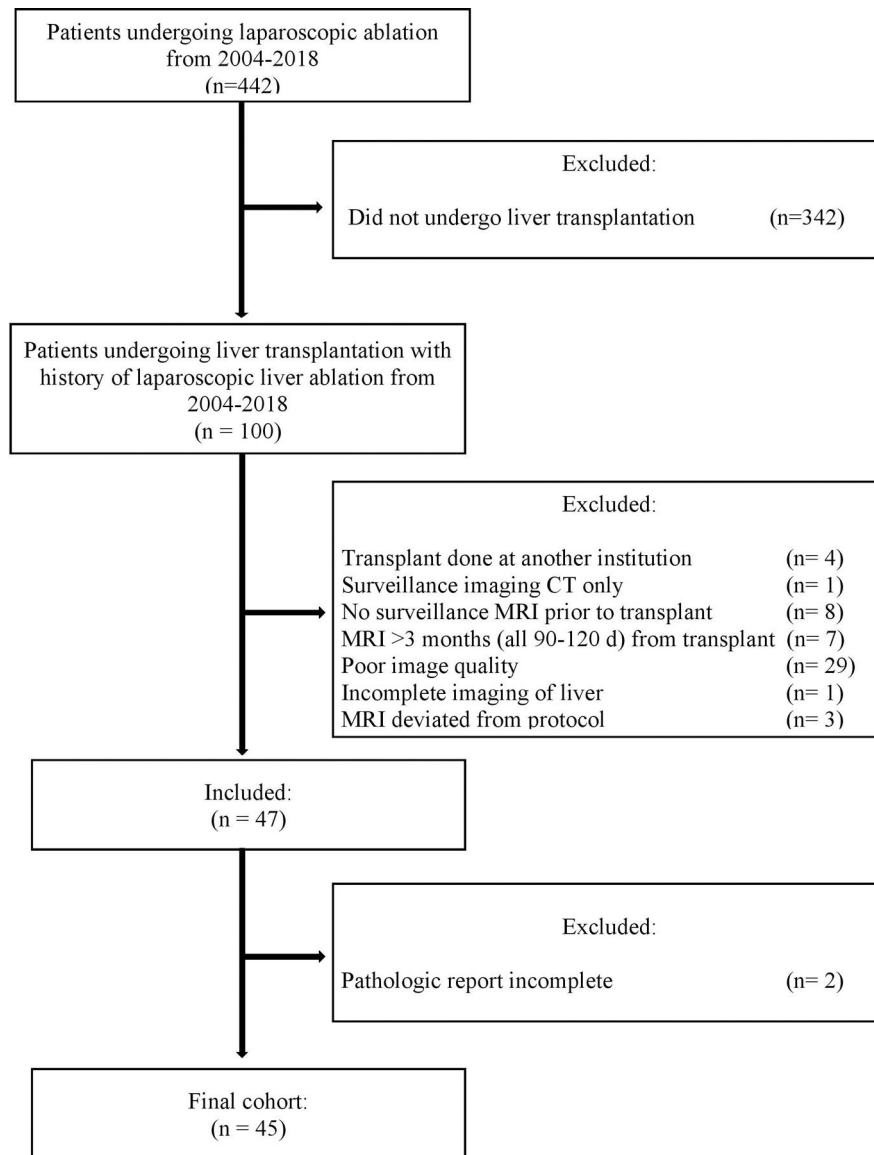 Patients undergoing laparoscopic ablation
from 2004-2018
(n=442)
Excluded:
Did not undergo liver transplantation (n=342)
Patients undergoing liver transplantation with
history of laparoscopic liver ablation from
2004-2018
(n = 100)
Excluded:
Transplant done at another institution (n= 4)
Surveillance imaging CT only (n= 1)
No surveillance MRI prior to transplant (n= 8)
MRI >3 months (all 90-120 d) from transplant (n= 7)
Poor image quality (n= 29)
Incomplete imaging of liver (n= 1)
MRI deviated from protocol (n= 3)
Included:
(n = 47)
Excluded:
Pathologic report incomplete (n= 2)
Final cohort:
(n = 45)